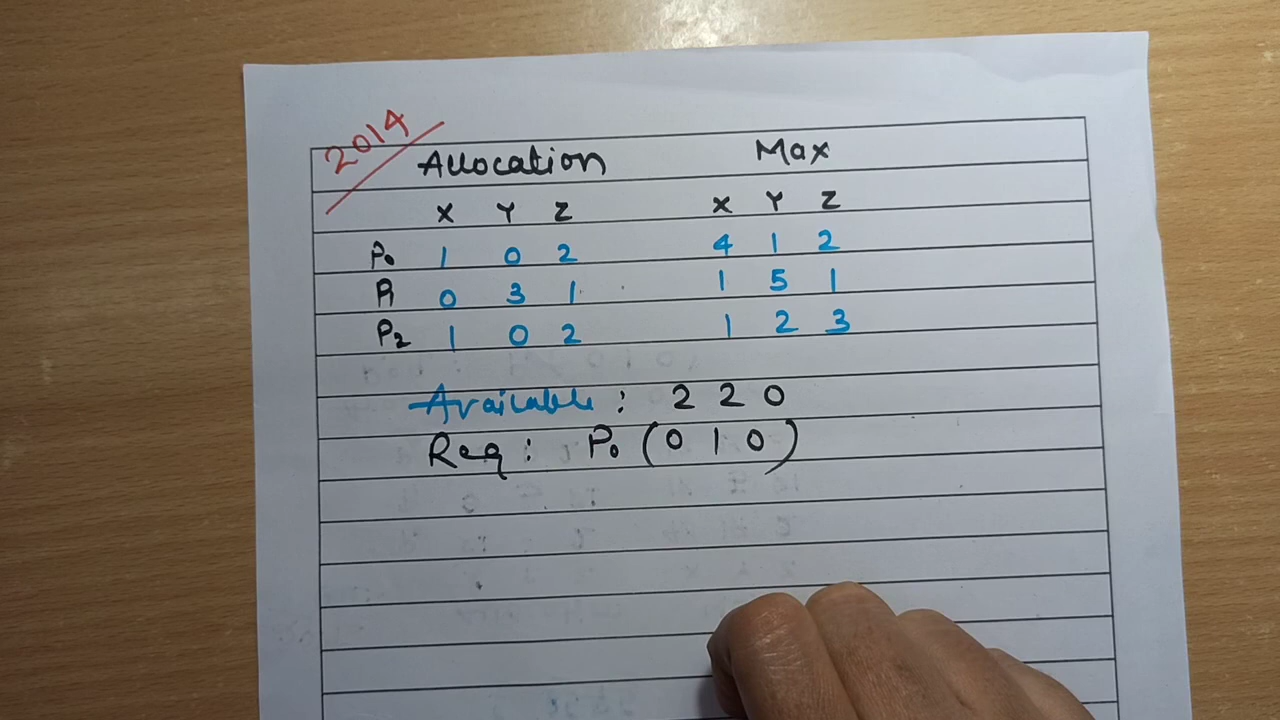 2014
Allocation Max
X Y Z X Y Z
P0 1 0 2 4 1 2
P1 0 3 1 1 5 1
P2 1 0 2 1 2 3
Available : 2 2 0
Req : P0 (0 1 0)